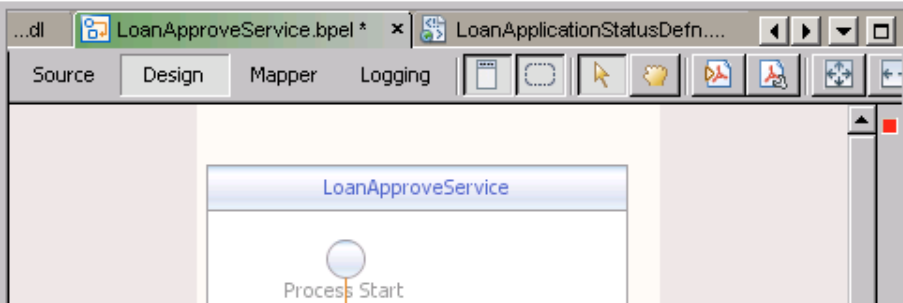 ...dl LoanApproveService.bpel * × LoanApplicationStatusDefn....
Source Design Mapper Logging
LoanApproveService
Process Start